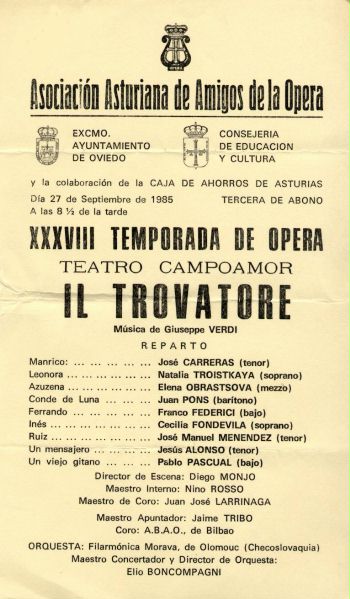 Asociación Asturiana de Amigos de la Opera
EXCMO.
AYUNTAMIENTO
DE OVIEDO
CONSEJERIA
DE EDUCACION
Y CULTURA
y la colaboración de la CAJA DE AHORROS DE ASTURIAS
Día 27 de Septiembre de 1985 TERCERA DE ABONO
A las 8 ½ de la tarde
XXXVIII TEMPORADA DE OPERA
TEATRO CAMPOAMOR
IL TROVATORE
Música de Giuseppe VERDI
REPARTO
Manrico: ... ... ... ... ... José CARRERAS (tenor)
Leonora ... ... ... ... ... ... Natalia TROISTKAYA (soprano)
Azuzena ... ... ... ... ... Elena OBRASTSOVA (mezzo)
Conde de Luna ... ... ... Juan PONS (barítono)
Ferrando ... ... ... ... ... Franco FEDERICI (bajo)
Inés ... ... ... ... ... ... ... Cecilia FONDEVILA (soprano)
Ruiz ... ... ... ... ... ... ... José Manuel MENENDEZ (tenor)
Un mensajero ... ... ... ... Jesús ALONSO (tenor)
Un viejo gitano ... ... ... Pablo PASCUAL (bajo)
Director de Escena: Diego MONJO
Maestro Interno: Nino ROSSO
Maestro de Coro: Juan José LARRINAGA
Maestro Apuntador: Jaime TRIBO
Coro: A.B.A.O., de Bilbao
ORQUESTA: Filarmónica Morava, de Olomouc (Checoslovaquia)
Maestro Concertador y Director de Orquesta:
Elio BONCOMPAGNI